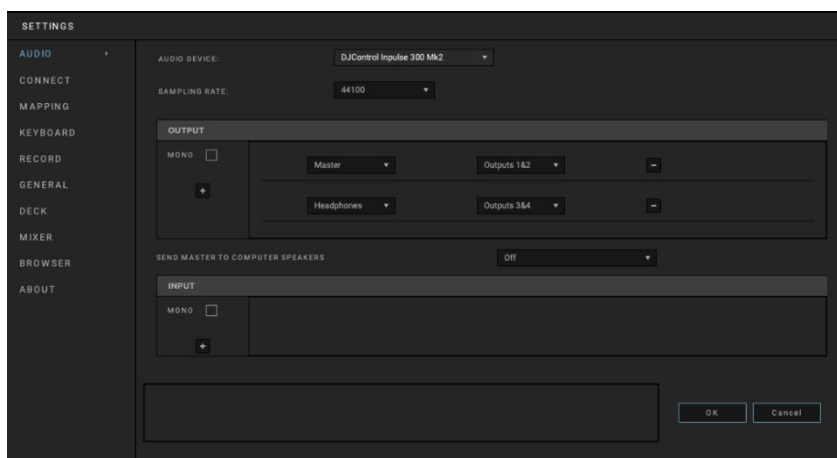 SETTINGS
AUDIO
CONNECT
MAPPING
KEYBOARD
RECORD
GENERAL
DECK
MIXER
BROWSER
ABOUT
AUDIO DEVICE: DJControl Inpulse 300 Mk2
SAMPLING RATE: 44100
OUTPUT
MONO
+
Master Outputs 1&2 −
Headphones Outputs 3&4 −
SEND MASTER TO COMPUTER SPEAKERS Off
INPUT
MONO
+
OK Cancel